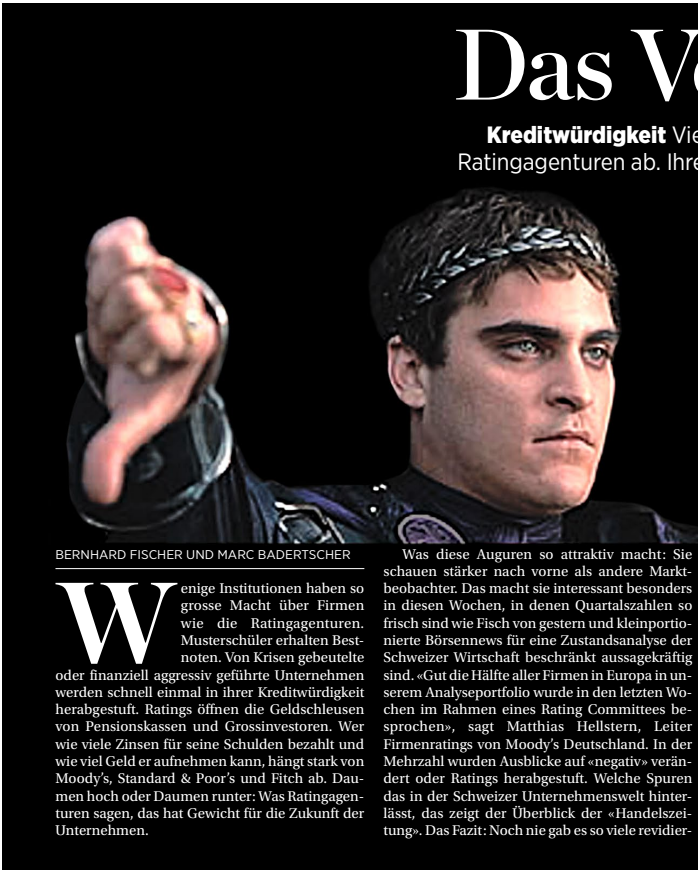 Das V
Kreditwürdigkeit Vie
Ratingagenturen ab. Ihre
BERNHARD FISCHER UND MARC BADERTSCHER
Wenige Institutionen haben so
grosse Macht über Firmen
wie die Ratingagenturen.
Musterschüler erhalten Best-
noten. Von Krisen gebeutelte
oder finanziell aggressiv geführte Unternehmen
werden schnell einmal in ihrer Kreditwürdigkeit
herabgestuft. Ratings öffnen die Geldschleusen
von Pensionskassen und Grossinvestoren. Wer
wie viele Zinsen für seine Schulden bezahlt und
wie viel Geld er aufnehmen kann, hängt stark von
Moody’s, Standard & Poor’s und Fitch ab. Dau-
men hoch oder Daumen runter: Was Ratingagen-
turen sagen, das hat Gewicht für die Zukunft der
Unternehmen.
Was diese Auguren so attraktiv macht: Sie
schauen stärker nach vorne als andere Markt-
beobachter. Das macht sie interessant besonders
in diesen Wochen, in denen Quartalszahlen so
frisch sind wie Fisch von gestern und kleinportio-
nierte Börsennews für eine Zustandsanalyse der
Schweizer Wirtschaft beschränkt aussagekräftig
sind. «Gut die Hälfte aller Firmen in Europa in un-
serem Analyseportfolio wurde in den letzten Wo-
chen im Rahmen eines Rating Committees be-
sprochen», sagt Matthias Hellstern, Leiter
Firmenratings von Moody’s Deutschland. In der
Mehrzahl wurden Ausblicke auf «negativ» verän-
dert oder Ratings herabgestuft. Welche Spuren
das in der Schweizer Unternehmenswelt hinter-
lässt, das zeigt der Überblick der «Handelszei-
tung». Das Fazit: Noch nie gab es so viele revidier-